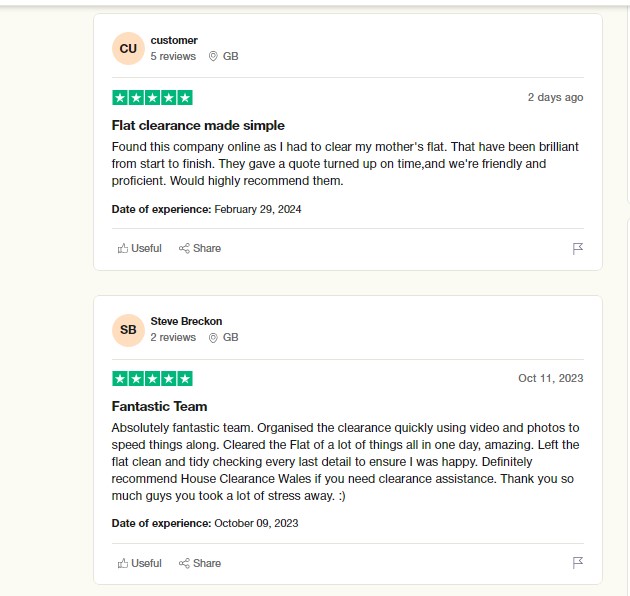 CU
customer
5 reviews GB
2 days ago
Flat clearance made simple
Found this company online as I had to clear my mother's flat. That have been brilliant
from start to finish. They gave a quote turned up on time,and we're friendly and
proficient. Would highly recommend them.
Date of experience: February 29, 2024
Useful Share
SB
Steve Breckon
2 reviews GB
Oct 11, 2023
Fantastic Team
Absolutely fantastic team. Organised the clearance quickly using video and photos to
speed things along. Cleared the Flat of a lot of things all in one day, amazing. Left the
flat clean and tidy checking every last detail to ensure I was happy. Definitely
recommend House Clearance Wales if you need clearance assistance. Thank you so
much guys you took a lot of stress away. :)
Date of experience: October 09, 2023
Useful Share